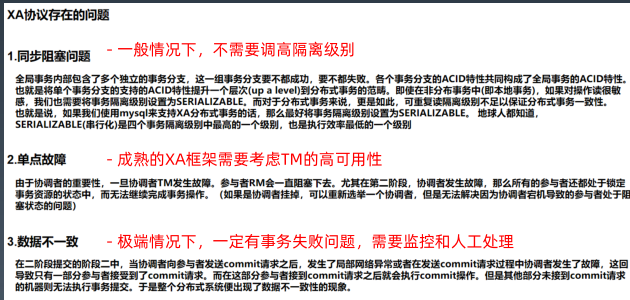 XA协议存在的问题
1.同步阻塞问题 - 一般情况下，不需要调高隔离级别
全局事务内部包含了多个独立的事务分支，这一组事务分支要不都成功，要不都失败。各个事务分支的ACID特性共同构成了全局事务的ACID特性。
也就是将单个事务分支的支持的ACID特性提升一个层次(up a level)到分布式事务的范畴。即使在非分布事务中(即本地事务)，如果对操作读很敏
感，我们也需要将事务隔离级别设置为SERIALIZABLE。而对于分布式事务来说，更是如此，可重复读隔离级别不足以保证分布式事务一致性。
也就是说，如果我们使用mysql来支持XA分布式事务的话，那么最好将事务隔离级别设置为SERIALIZABLE。 地球人都知道，
SERIALIZABLE(串行化)是四个事务隔离级别中最高的一个级别，也是执行效率最低的一个级别
2.单点故障 - 成熟的XA框架需要考虑TM的高可用性
由于协调者的重要性，一旦协调者TM发生故障。参与者RM会一直阻塞下去。尤其在第二阶段，协调者发生故障，那么所有的参与者还都处于锁定
事务资源的状态中，而无法继续完成事务操作。（如果是协调者挂掉，可以重新选举一个协调者，但是无法解决因为协调者宕机导致的参与者处于阻
塞状态的问题）
3.数据不一致 - 极端情况下，一定有事务失败问题，需要监控和人工处理
在二阶段提交的阶段二中，当协调者向参与者发送commit请求之后，发生了局部网络异常或者在发送commit请求过程中协调者发生了故障，这回
导致只有一部分参与者接受到了commit请求。而在这部分参与者接到commit请求之后就会执行commit操作。但是其他部分未接到commit请求
的机器则无法执行事务提交。于是整个分布式系统便出现了数据不一致性的现象。